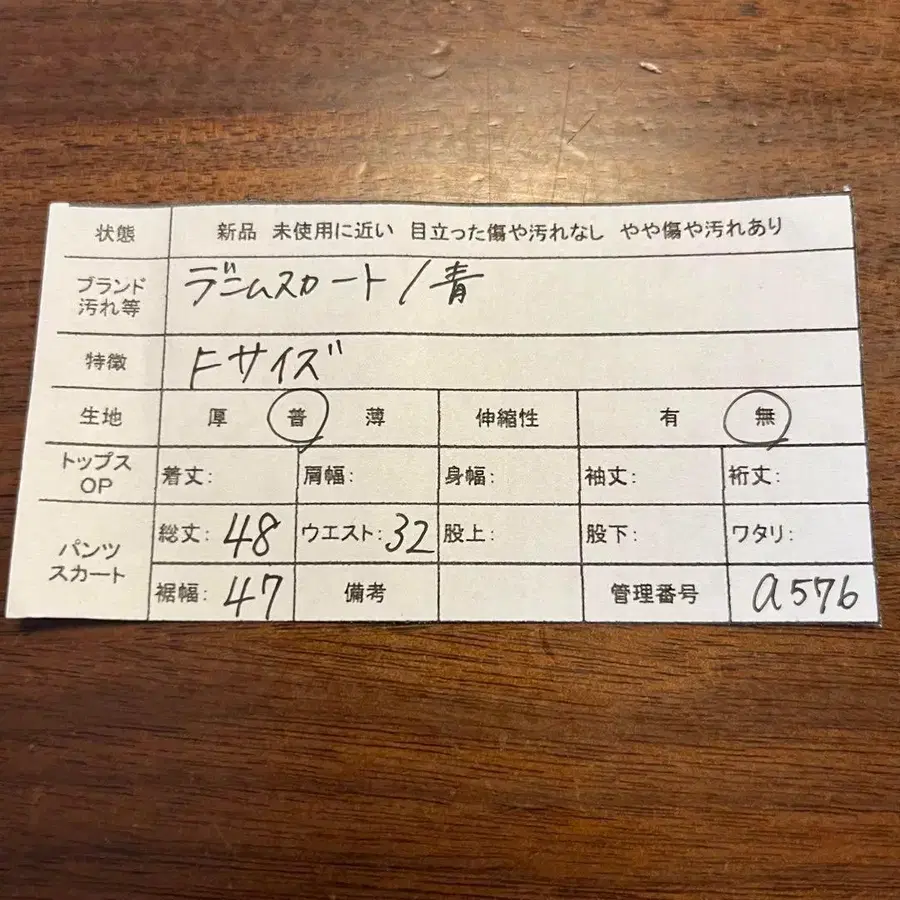 状態 新品 未使用に近い 目立った傷や汚れなし やや傷や汚れあり
ブランド 汚れ等 デニムスカート/青
特徴 Fサイズ
生地 厚 普 薄 伸縮性 有 無
トップス OP 着丈: 肩幅: 身幅: 袖丈: 裄丈:
パンツ スカート 総丈: 48 ウエスト: 32 股上: 股下: ワタリ:
裾幅: 47 備考 管理番号 a576